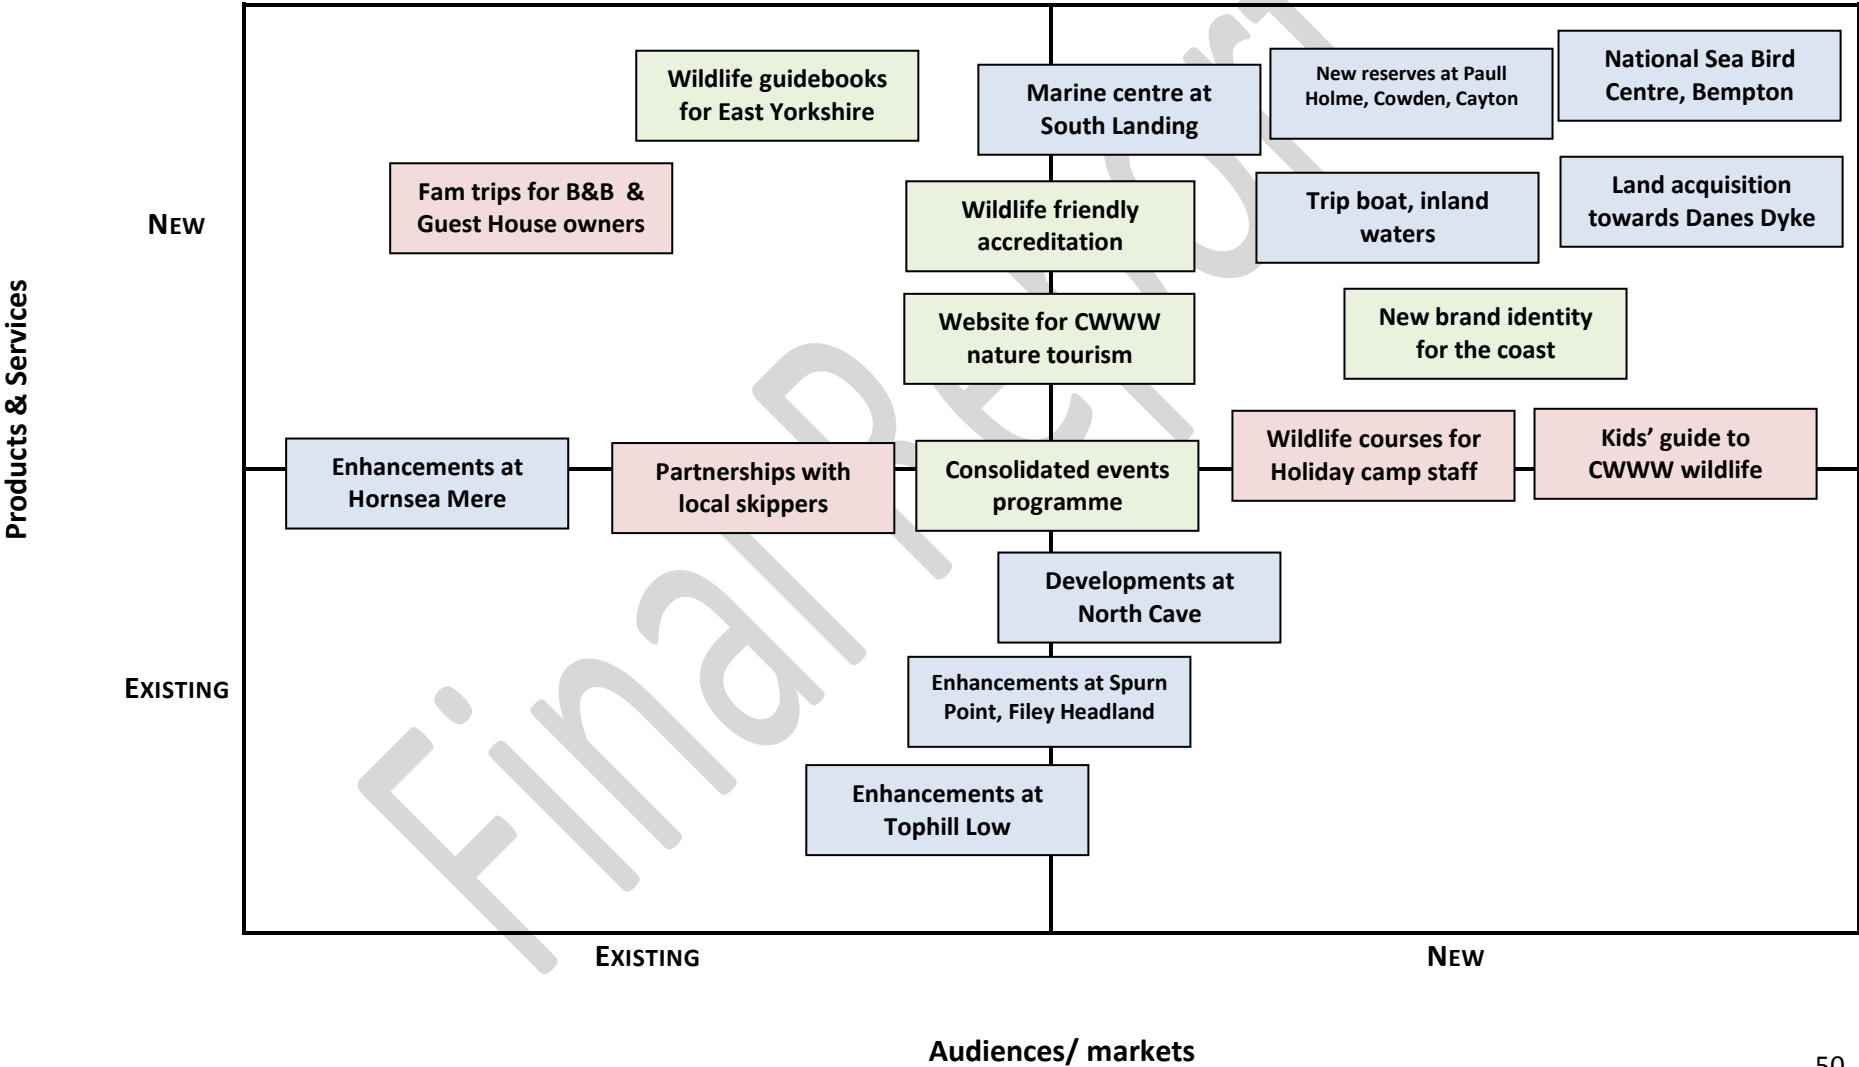 Wildlife guidebooks
for East Yorkshire
Marine centre at
South Landing
New reserves at Paull
Holme, Cowden, Cayton
National Sea Bird
Centre, Bempton
Fam trips for B&B &
Guest House owners
Wildlife friendly
accreditation
Trip boat, inland
waters
Land acquisition
towards Danes Dyke
NEW
Website for CWWW
nature tourism
New brand identity
for the coast
Products & Services
Enhancements at
Hornsea Mere
Partnerships with
local skippers
Consolidated events
programme
Wildlife courses for
Holiday camp staff
Kids’ guide to
CWWW wildlife
Developments at
North Cave
EXISTING
Enhancements at Spurn
Point, Filey Headland
Enhancements at
Tophill Low
EXISTING
NEW
Audiences/ markets
50
Final Report